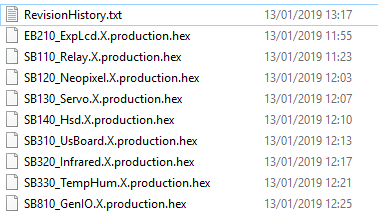 RevisionHistory.txt 13/01/2019 13:17
EB210_ExpLcd.X.production.hex 13/01/2019 11:55
SB110_Relay.X.production.hex 13/01/2019 11:23
SB120_Neopixel.X.production.hex 13/01/2019 12:03
SB130_Servo.X.production.hex 13/01/2019 12:07
SB140_Hsd.X.production.hex 13/01/2019 12:10
SB310_UsBoard.X.production.hex 13/01/2019 12:13
SB320_Infrared.X.production.hex 13/01/2019 12:17
SB330_TempHum.X.production.hex 13/01/2019 12:21
SB810_GenIO.X.production.hex 13/01/2019 12:25